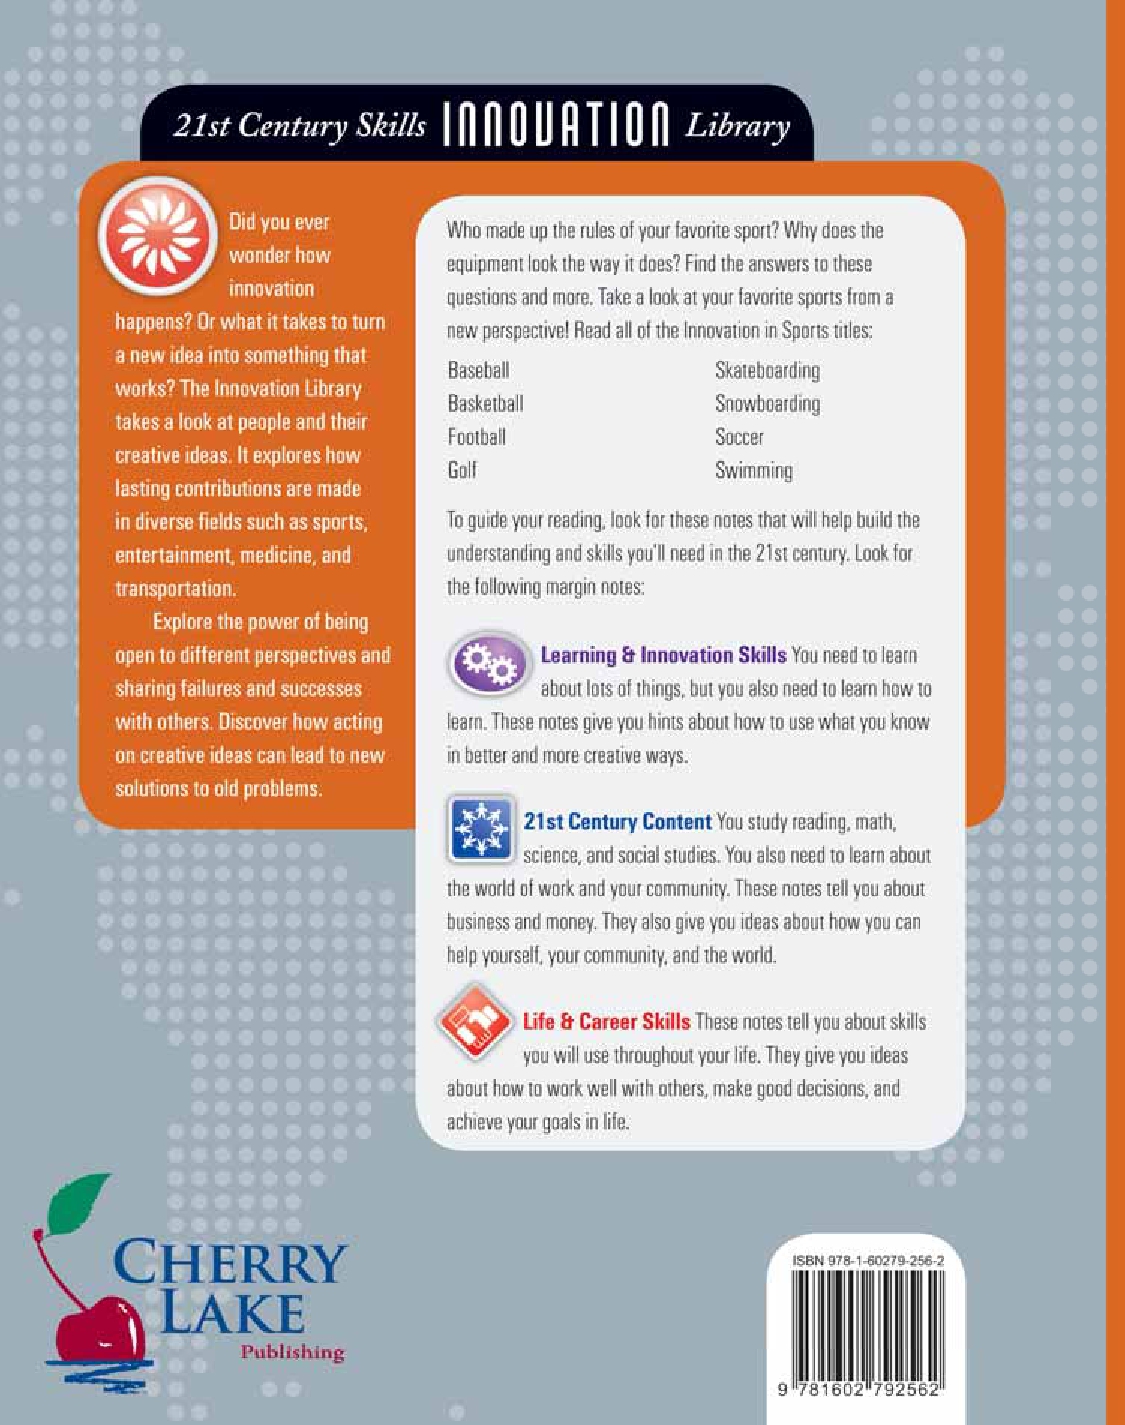 21st Century Skills INNOVATION Library
Did you ever
wonder how
innovation
happens? Or what it takes to turn
a new idea into something that
works? The Innovation Library
takes a look at people and their
creative ideas. It explores how
lasting contributions are made
in diverse fields such as sports,
entertainment, medicine, and
transportation.
Explore the power of being
open to different perspectives and
sharing failures and successes
with others. Discover how acting
on creative ideas can lead to new
solutions to old problems.
Who made up the rules of your favorite sport? Why does the
equipment look the way it does? Find the answers to these
questions and more. Take a look at your favorite sports from a
new perspective! Read all of the Innovation in Sports titles:
Baseball
Basketball
Football
Golf
Skateboarding
Snowboarding
Soccer
Swimming
To guide your reading, look for these notes that will help build the
understanding and skills you'll need in the 21st century. Look for
the following margin notes:
Learning & Innovation Skills You need to learn
about lots of things, but you also need to learn how to
learn. These notes give you hints about how to use what you know
in better and more creative ways.
21st Century Content You study reading, math,
science, and social studies. You also need to learn about
the world of work and your community. These notes tell you about
business and money. They also give you ideas about how you can
help yourself, your community, and the world.
Life & Career Skills These notes tell you about skills
you will use throughout your life. They give you ideas
about how to work well with others, make good decisions, and
achieve your goals in life.
CHERRY
LAKE
Publishing
ISBN 978-1-60279-256-2
9 781602 792562